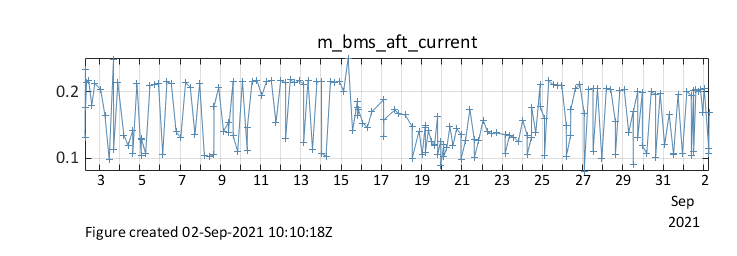 m_bms_aft_current
0.2
0.1
3 5 7 9 11 13 15 17 19 21 23 25 27 29 31 2
Sep
2021
Figure created 02-Sep-2021 10:10:18Z